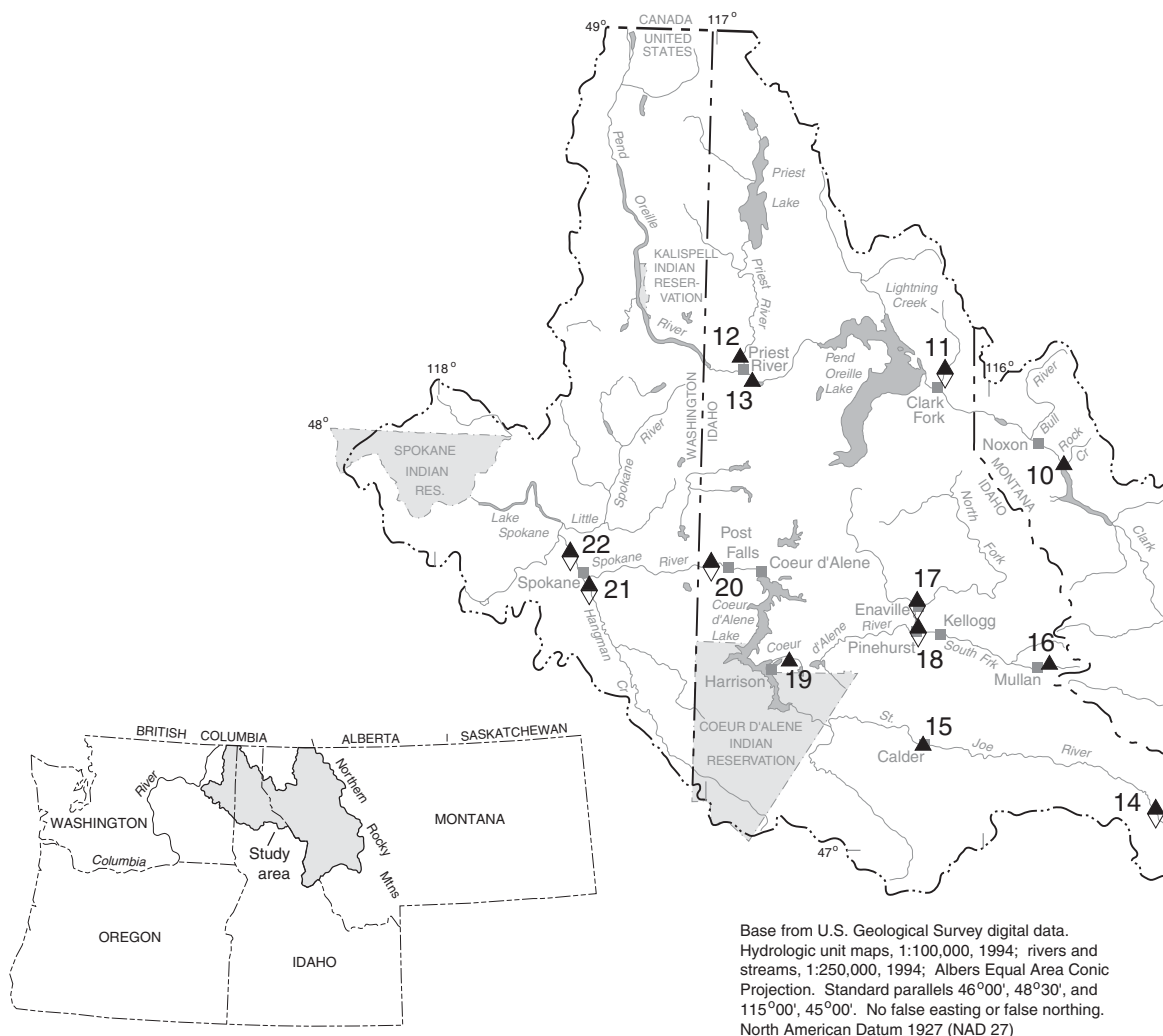 CANADA
UNITED
STATES
49°
117°
Pend
Oreille
River
Priest
Lake
KALISPELL
INDIAN
RESER-
VATION
Priest
River
Lightning
Creek
12
Priest
River
13
11
Pend
Oreille
Lake
Clark
Fork
116°
River
Bull
Noxon
Rock
Cr
10
MONTANA
IDAHO
Clark
118°
48°
WASHINGTON
IDAHO
SPOKANE
INDIAN
RES.
River
Spokane
Little
Lake
Spokane
22
Spokane
Spokane
River
21
Hangman
Cr
Post
Falls
20
Coeur d'Alene
Coeur
d'Alene
Lake
North
Fork
17
Enaville
Kellogg
Pinehurst
18
South Frk
16
Mullan
Coeur
d'Alene
River
19
Harrison
COEUR D'ALENE
INDIAN
RESERVATION
15
Calder
St.
Joe
River
14
47°
BRITISH COLUMBIA
ALBERTA
SASKATCHEWAN
River
WASHINGTON
Columbia
Study
area
Northern
Rocky
Mtns
MONTANA
OREGON
IDAHO
Base from U.S. Geological Survey digital data.
Hydrologic unit maps, 1:100,000, 1994; rivers and
streams, 1:250,000, 1994; Albers Equal Area Conic
Projection. Standard parallels 46°00', 48°30', and
115°00', 45°00'. No false easting or false northing.
North American Datum 1927 (NAD 27)